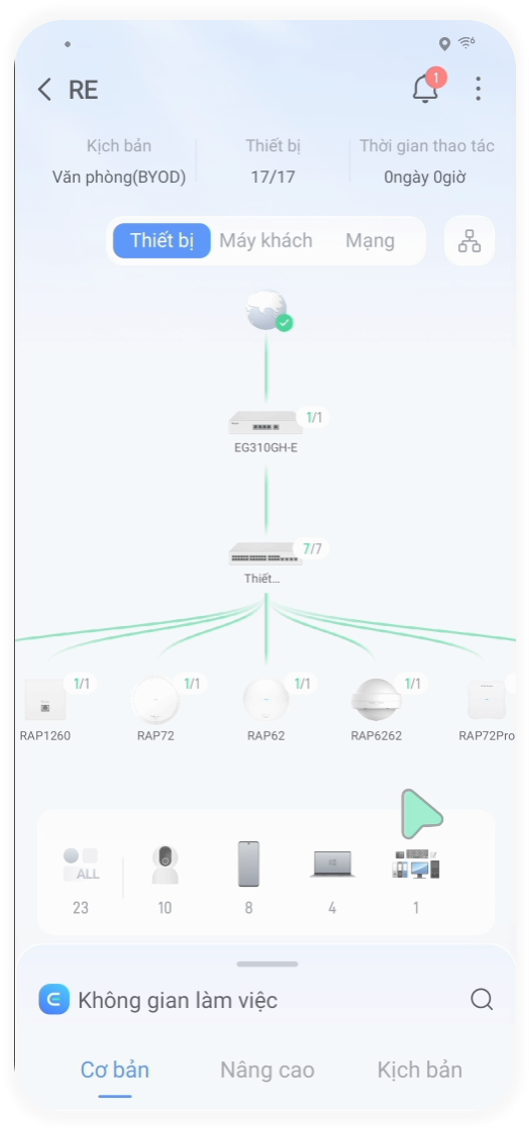 RE
1
Kịch bản Thiết bị Thời gian thao tác
Văn phòng(BYOD) 17/17 0ngày 0giờ
Thiết bị Máy khách Mạng
1/1
EG310GH-E
7/7
Thiết...
1/1 1/1 1/1 1/1
RAP1260 RAP72 RAP62 RAP6262 RAP72Pro
ALL
23 10 8 4 1
Không gian làm việc
Cơ bản Nâng cao Kịch bản